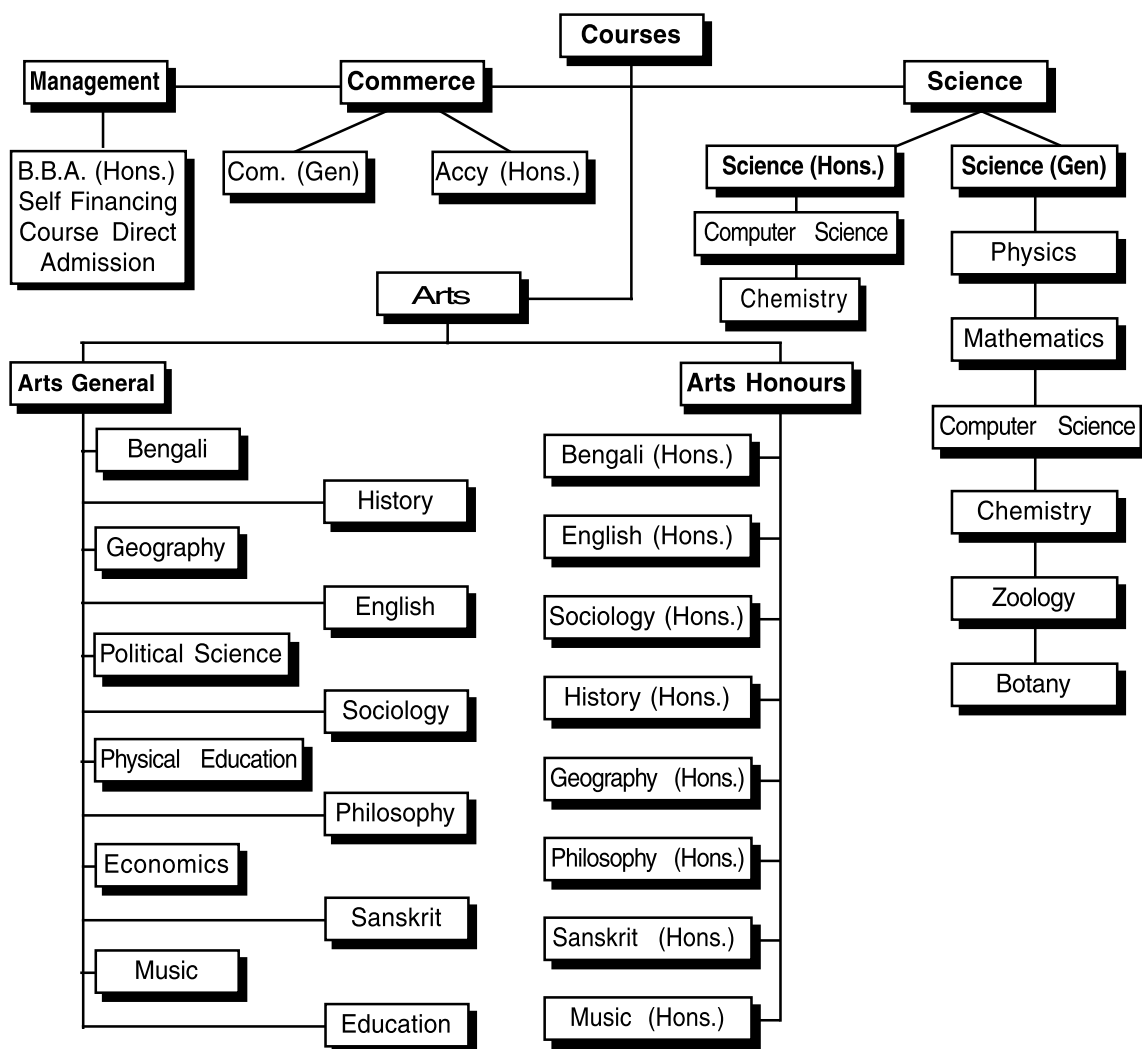 Courses
Management
Commerce
Science
B.B.A. (Hons.)
Self Financing
Course Direct
Admission
Com. (Gen)
Accy (Hons.)
Science (Hons.)
Computer Science
Chemistry
Science (Gen)
Physics
Mathematics
Computer Science
Chemistry
Zoology
Botany
Arts
Arts General
Bengali
History
Geography
English
Political Science
Sociology
Physical Education
Philosophy
Economics
Sanskrit
Music
Education
Arts Honours
Bengali (Hons.)
English (Hons.)
Sociology (Hons.)
History (Hons.)
Geography (Hons.)
Philosophy (Hons.)
Sanskrit (Hons.)
Music (Hons.)